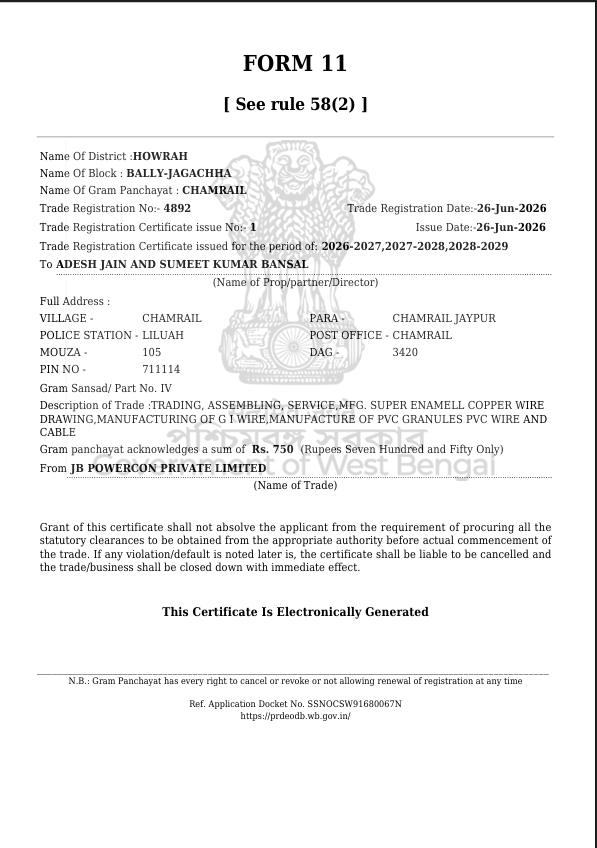 FORM 11
[ See rule 58(2) ]
Name Of District :HOWRAH
Name Of Block : BALLY-JAGACHHA
Name Of Gram Panchayat : CHAMRAIL
Trade Registration No:- 4892 Trade Registration Date:-26-Jun-2026
Trade Registration Certificate issue No:- 1 Issue Date:-26-Jun-2026
Trade Registration Certificate issued for the period of: 2026-2027,2027-2028,2028-2029
To ADESH JAIN AND SUMEET KUMAR BANSAL
(Name of Prop/partner/Director)
Full Address :
VILLAGE - CHAMRAIL PARA - CHAMRAIL JAYPUR
POLICE STATION - LILUAH POST OFFICE - CHAMRAIL
MOUZA - 105 DAG - 3420
PIN NO - 711114
Gram Sansad/ Part No. IV
Description of Trade :TRADING, ASSEMBLING, SERVICE,MFG. SUPER ENAMELL COPPER WIRE
DRAWING,MANUFACTURING OF G I WIRE,MANUFACTURE OF PVC GRANULES PVC WIRE AND
CABLE
পশ্চিমবঙ্গ সরকার
Gram panchayat acknowledges a sum of Rs. 750 (Rupees Seven Hundred and Fifty Only)
Government of West Bengal
From JB POWERCON PRIVATE LIMITED
(Name of Trade)
Grant of this certificate shall not absolve the applicant from the requirement of procuring all the
statutory clearances to be obtained from the appropriate authority before actual commencement of
the trade. If any violation/default is noted later is, the certificate shall be liable to be cancelled and
the trade/business shall be closed down with immediate effect.
This Certificate Is Electronically Generated
N.B.: Gram Panchayat has every right to cancel or revoke or not allowing renewal of registration at any time
Ref. Application Docket No. SSNOCSW91680067N
https://prdeodb.wb.gov.in/